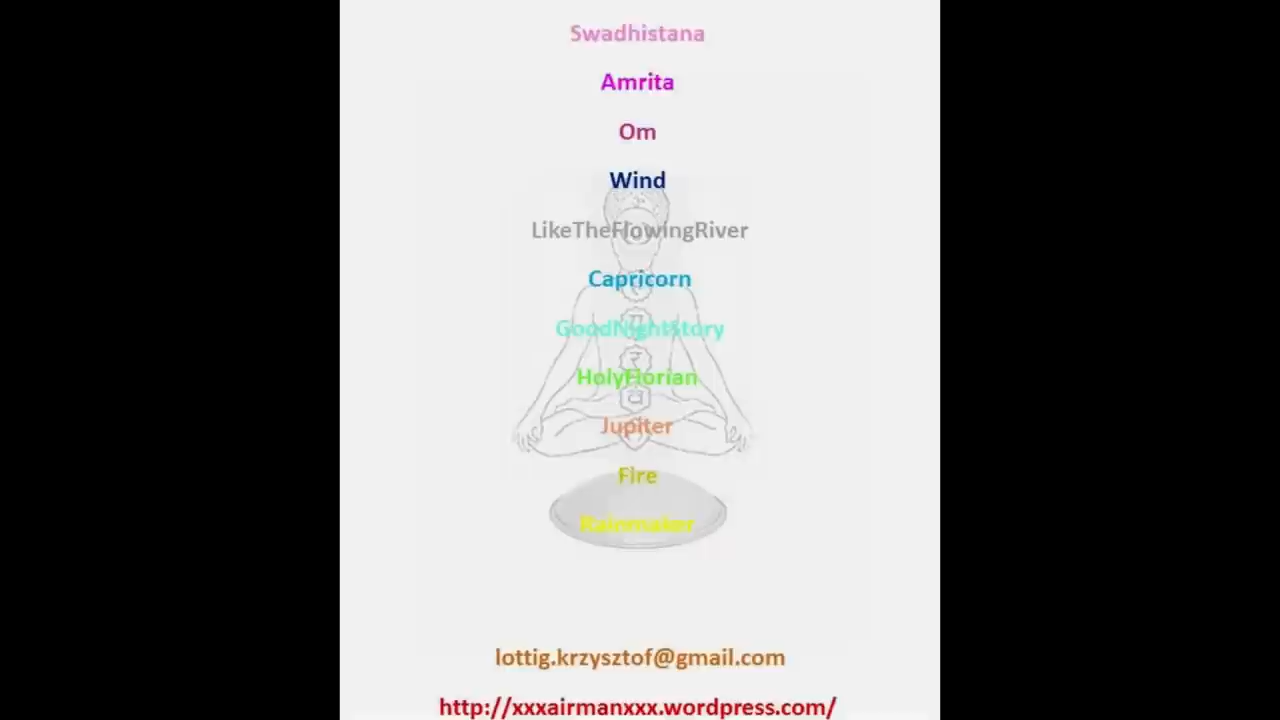 Swadhistana
Amrita
Om
Wind
LikeTheFlowingRiver
Capricorn
GoodNightStory
HolyFlorian
Jupiter
Fire
Rainmaker
lottig.krzysztof@gmail.com
http://xxxairmanxxx.wordpress.com/